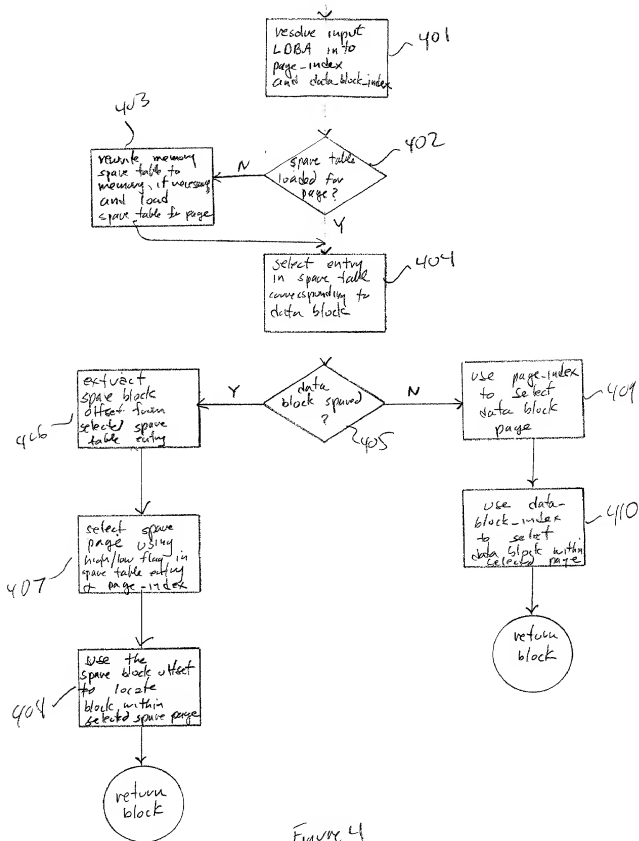 resolve input
LDBA into
page_index
and data_block_index
401
403
rewrite memory
spare table to
memory, if necessary
and load
spare table for page
N
spare table
loaded for
page?
402
Y
select entry
in spare table
corresponding to
data block
404
extract
spare block
offset from
selected spare
table entry
406
Y
data
block spared
?
405
N
use page_index
to select
data block
page
409
select spare
page using
high/low flag in
spare table entry
& page_index
407
use data-
block_index
to select
data block within
selected page
410
return
block
use the
spare block offset
to locate
block within
selected spare page
408
return
block
Figure 4